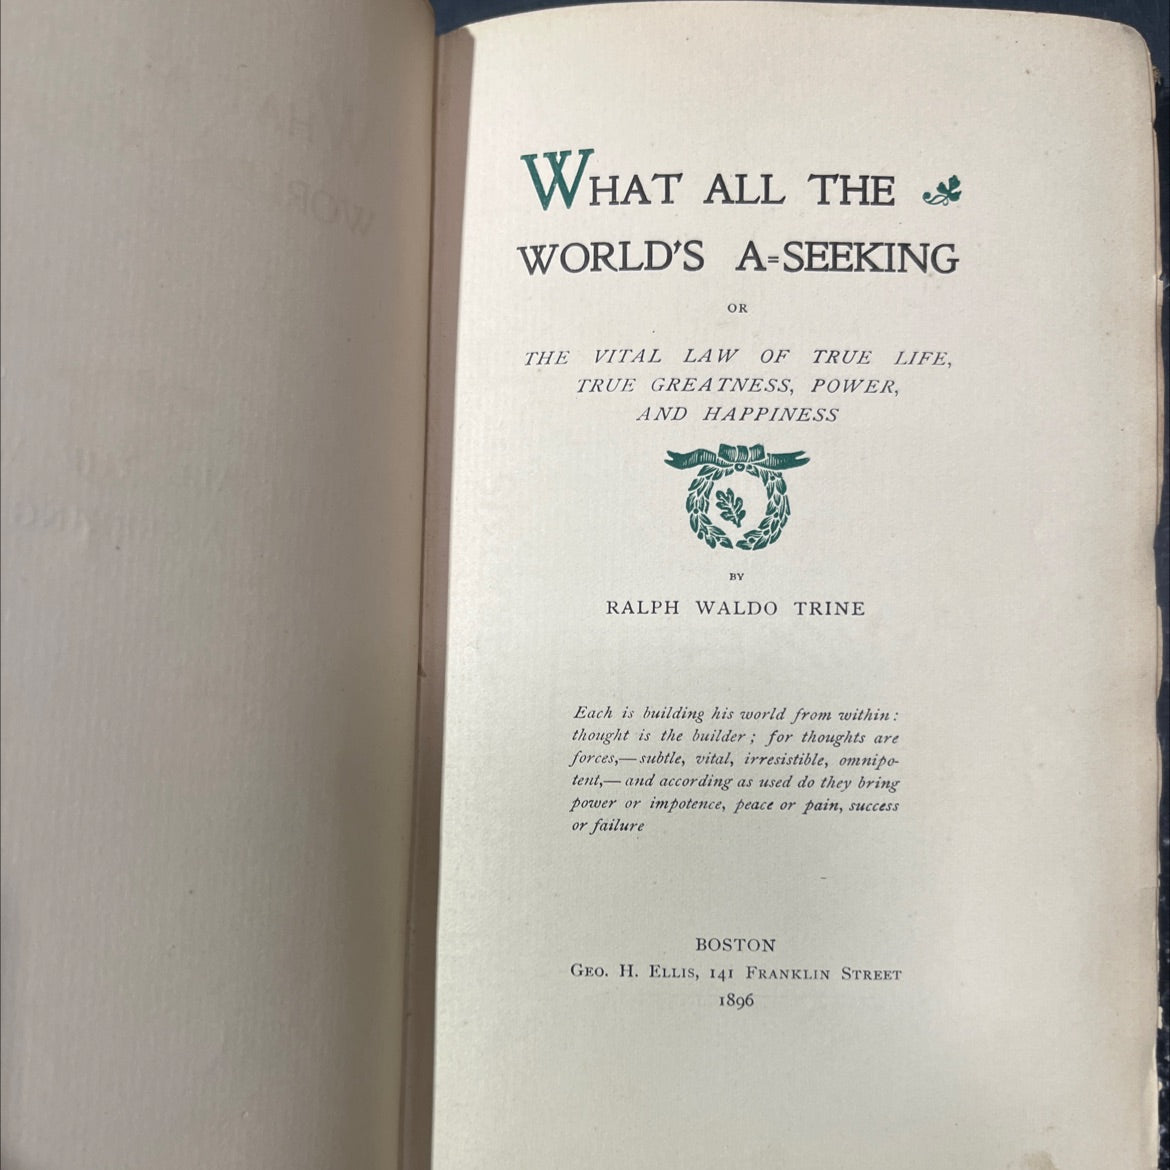 WHAT ALL THE
WORLD'S A=SEEKING
OR
THE VITAL LAW OF TRUE LIFE,
TRUE GREATNESS, POWER,
AND HAPPINESS
BY
RALPH WALDO TRINE
Each is building his world from within:
thought is the builder; for thoughts are
forces,—subtle, vital, irresistible, omnipo-
tent,—and according as used do they bring
power or impotence, peace or pain, success
or failure
BOSTON
GEO. H. ELLIS, 141 FRANKLIN STREET
1896